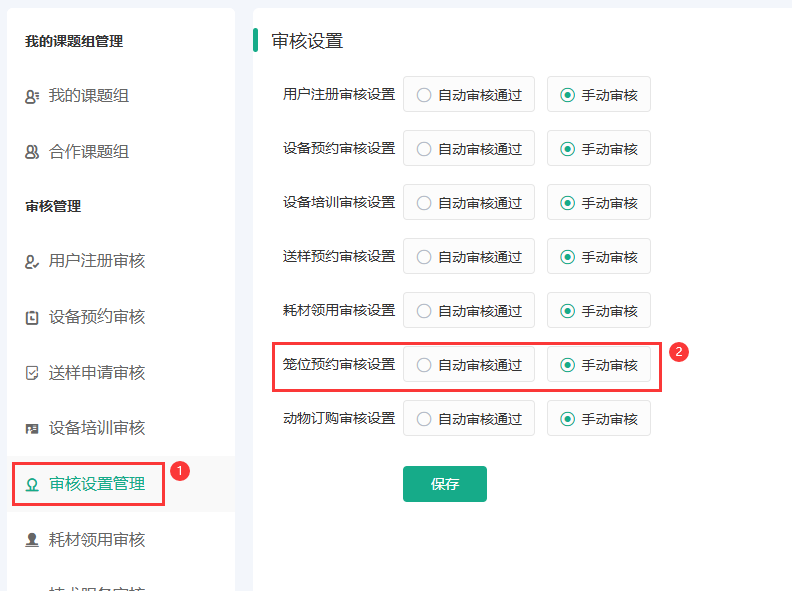 我的课题组管理
我的课题组
合作课题组
审核管理
用户注册审核
设备预约审核
送样申请审核
设备培训审核
审核设置管理
1
耗材领用审核
审核设置
用户注册审核设置 自动审核通过 手动审核
设备预约审核设置 自动审核通过 手动审核
设备培训审核设置 自动审核通过 手动审核
送样预约审核设置 自动审核通过 手动审核
耗材领用审核设置 自动审核通过 手动审核
笼位预约审核设置 自动审核通过 手动审核
2
动物订购审核设置 自动审核通过 手动审核
保存